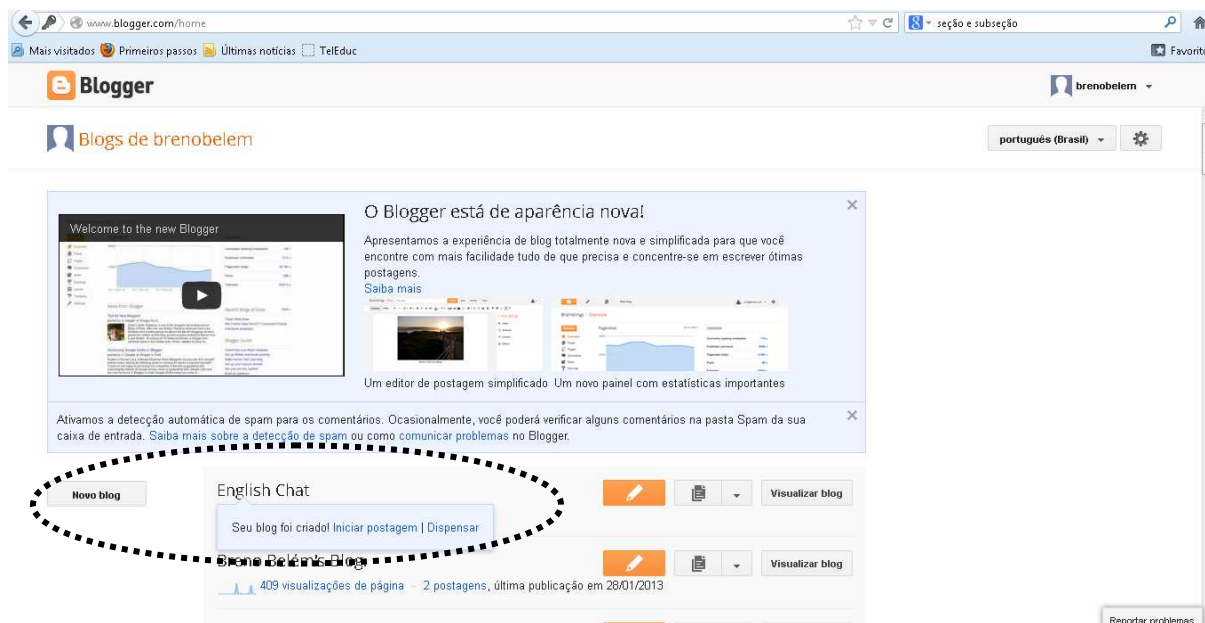 www.blogger.com/home
seção e subseção
Mais visitados Primeiros passos Últimas notícias TelEduc
Favorit
Blogger
brenobelem
Blogs de brenobelem
português (Brasil)
Welcome to the new Blogger
O Blogger está de aparência nova!
Apresentamos a experiência de blog totalmente nova e simplificada para que você
encontre com mais facilidade tudo de que precisa e concentre-se em escrever ótimas
postagens.
Saiba mais
Um editor de postagem simplificado Um novo painel com estatísticas importantes
Ativamos a detecção automática de spam para os comentários. Ocasionalmente, você poderá verificar alguns comentários na pasta Spam da sua
caixa de entrada. Saiba mais sobre a detecção de spam ou como comunicar problemas no Blogger.
Novo blog
English Chat
Visualizar blog
Seu blog foi criado! Iniciar postagem | Dispensar
Breno Belém's Blog
Visualizar blog
409 visualizações de página - 2 postagens, última publicação em 28/01/2013
Reportar problemas